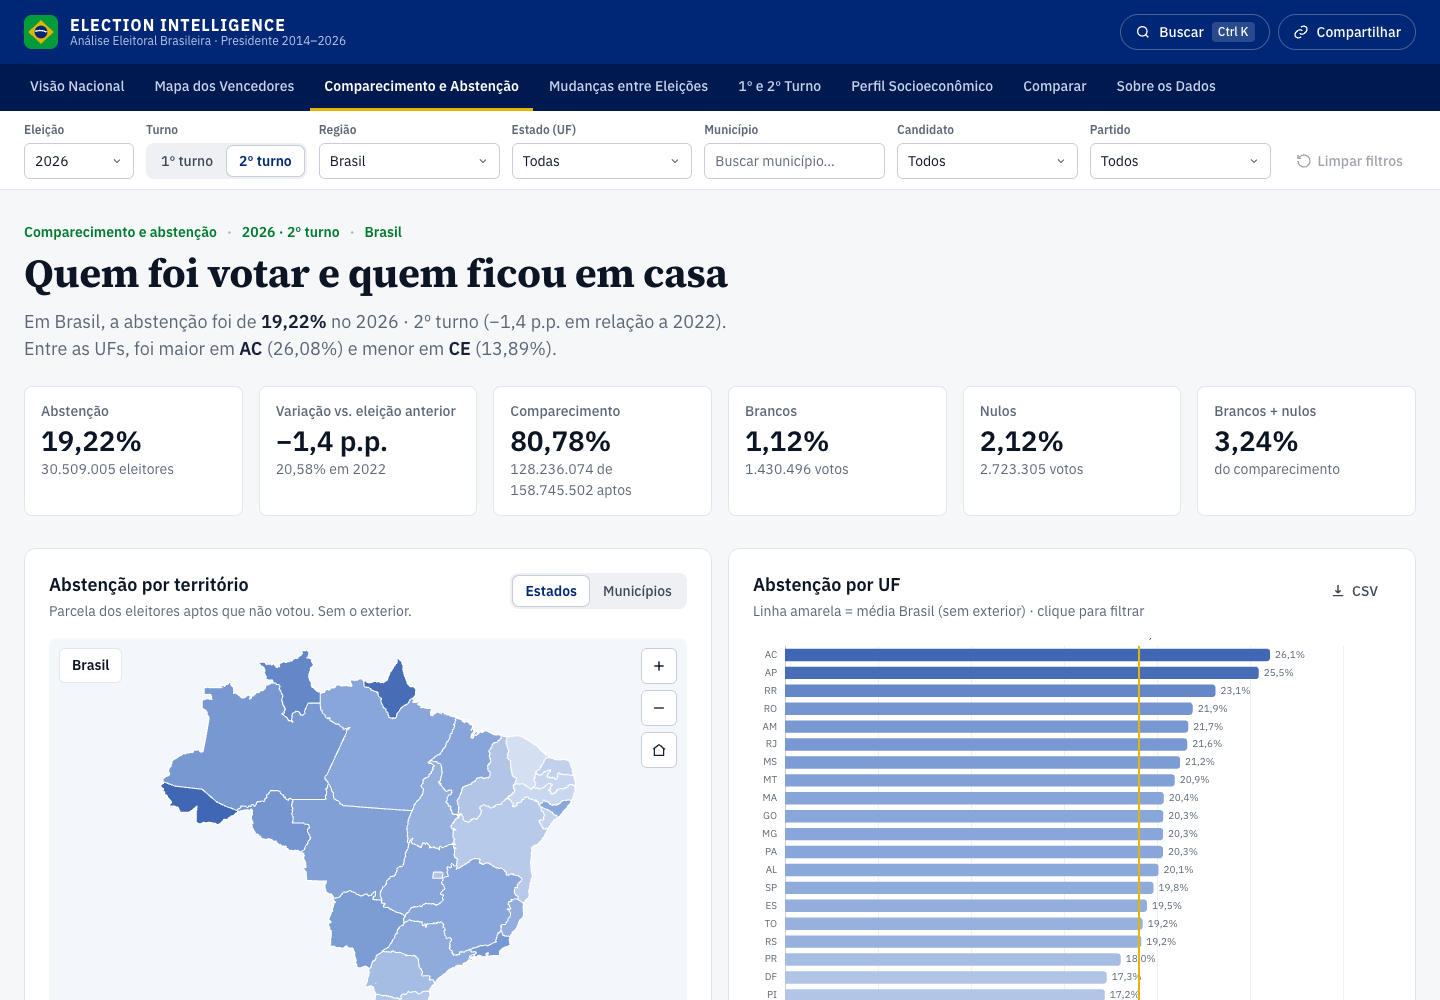 ELECTION INTELLIGENCE
Análise Eleitoral Brasileira · Presidente 2014–2026
Buscar Ctrl K
Compartilhar
Visão Nacional
Mapa dos Vencedores
Comparecimento e Abstenção
Mudanças entre Eleições
1º e 2º Turno
Perfil Socioeconômico
Comparar
Sobre os Dados
Eleição
2026
Turno
1º turno 2º turno
Região
Brasil
Estado (UF)
Todas
Município
Buscar município...
Candidato
Todos
Partido
Todos
Limpar filtros
Comparecimento e abstenção · 2026 · 2º turno · Brasil
Quem foi votar e quem ficou em casa
Em Brasil, a abstenção foi de 19,22% no 2026 · 2º turno (−1,4 p.p. em relação a 2022).
Entre as UFs, foi maior em AC (26,08%) e menor em CE (13,89%).
Abstenção
19,22%
30.509.005 eleitores
Variação vs. eleição anterior
−1,4 p.p.
20,58% em 2022
Comparecimento
80,78%
128.236.074 de
158.745.502 aptos
Brancos
1,12%
1.430.496 votos
Nulos
2,12%
2.723.305 votos
Brancos + nulos
3,24%
do comparecimento
Abstenção por território
Parcela dos eleitores aptos que não votou. Sem o exterior.
Estados Municípios
Brasil
+
−
Abstenção por UF
Linha amarela = média Brasil (sem exterior) · clique para filtrar
CSV
AC 26,1%
AP 25,5%
RR 23,1%
RO 21,9%
AM 21,7%
RJ 21,6%
MS 21,2%
MT 20,9%
MA 20,4%
GO 20,3%
MG 20,3%
PA 20,3%
AL 20,1%
SP 19,8%
ES 19,5%
TO 19,2%
RS 19,2%
PR 18,0%
DF 17,3%
PI 17,2%